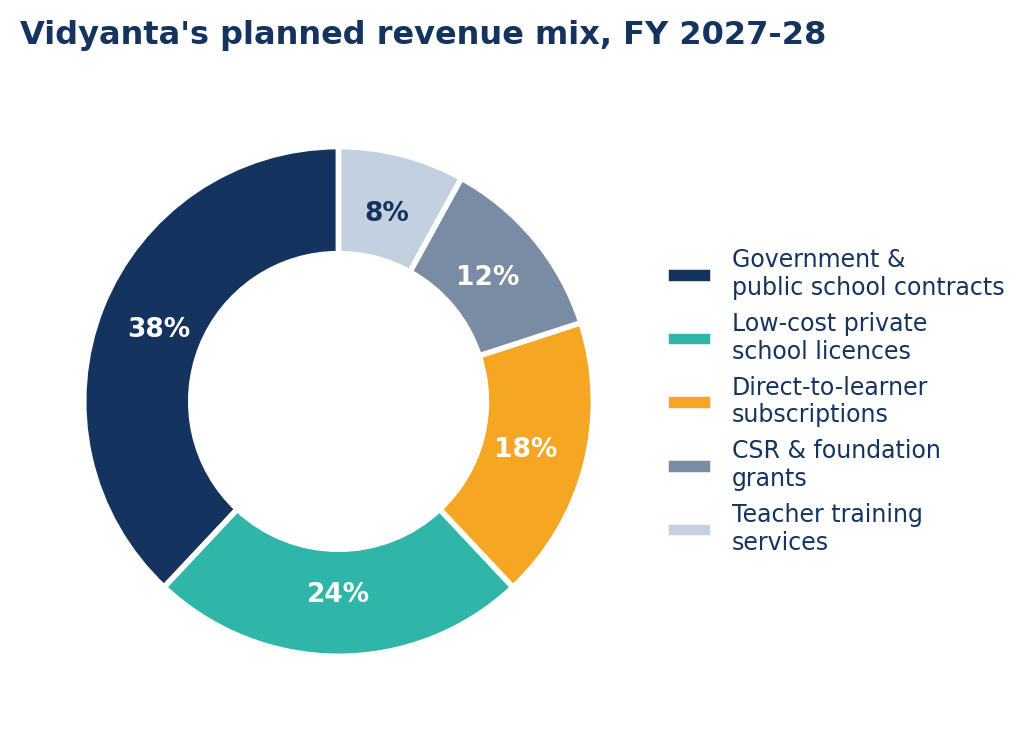 Vidyanta's planned revenue mix, FY 2027-28
8%
12%
38%
18%
24%
Government &
public school contracts
Low-cost private
school licences
Direct-to-learner
subscriptions
CSR & foundation
grants
Teacher training
services